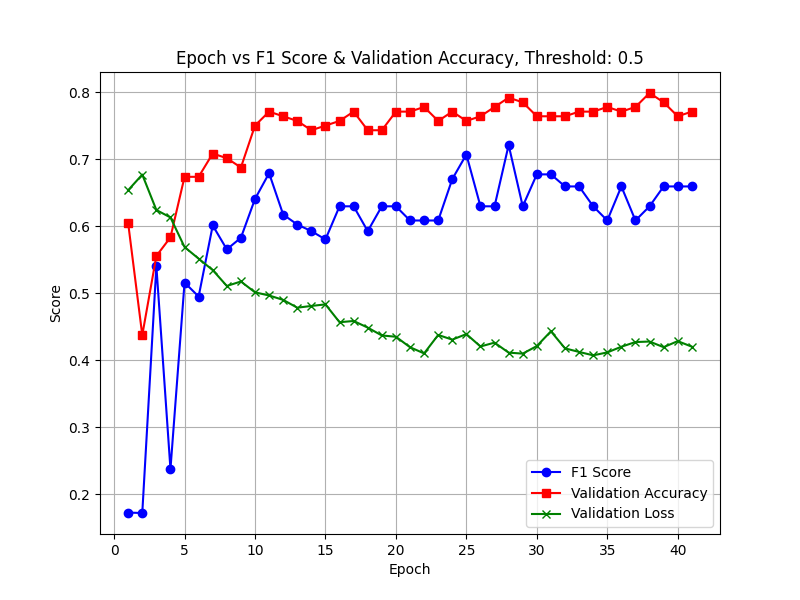 Epoch vs F1 Score & Validation Accuracy, Threshold: 0.5
0.8
0.7
0.6
0.5
0.4
0.3
0.2
Score
0 5 10 15 20 25 30 35 40
Epoch
F1 Score
Validation Accuracy
Validation Loss